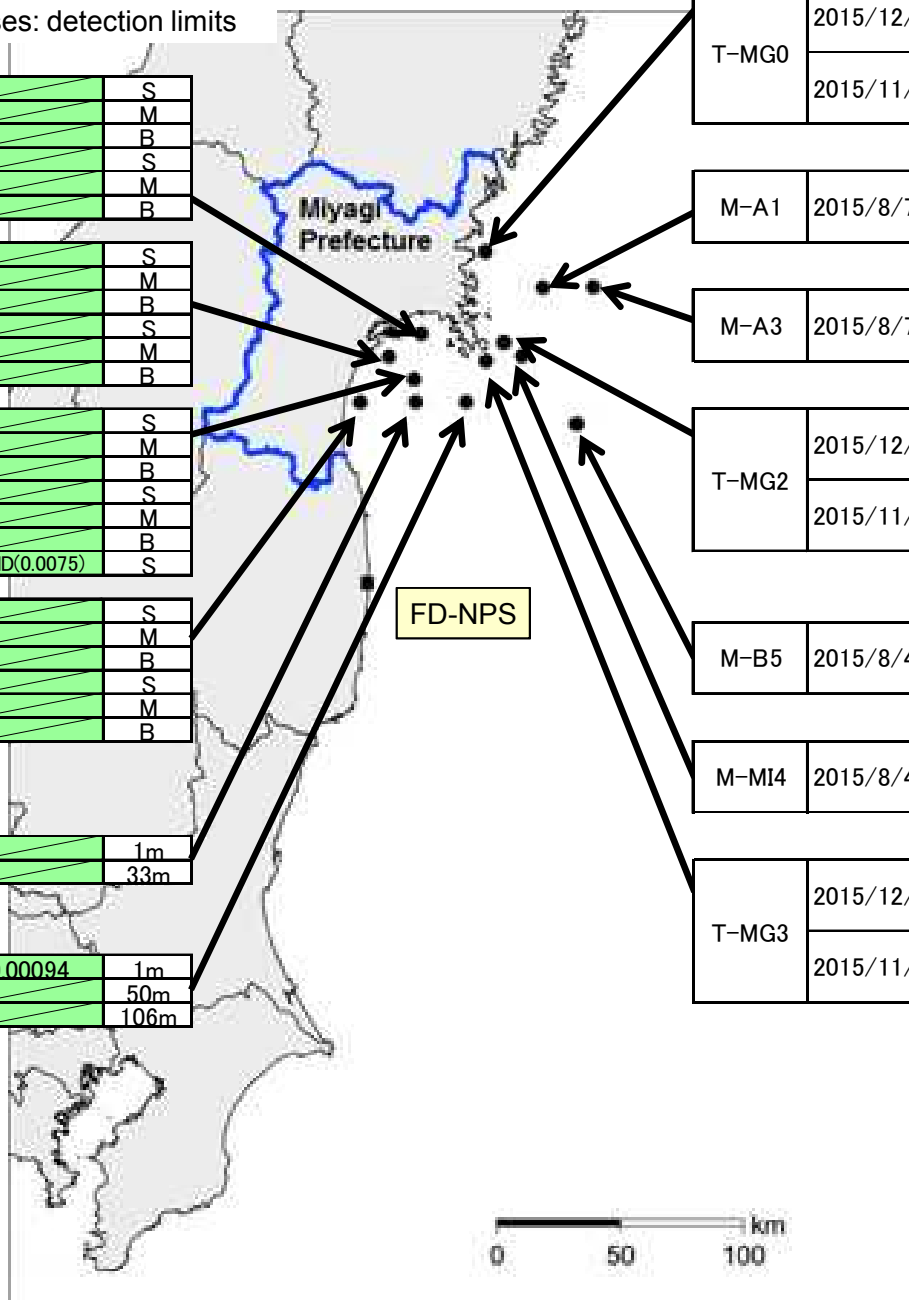 ses: detection limits
S
M
B
S
M
B
S
M
B
S
M
B
S
M
B
S
M
B
D(0.0075) S
S
M
B
S
M
B
1m
33m
0.00094 1m
50m
106m
Miyagi
Prefecture
FD-NPS
T-MG0
2015/12/
2015/11/
M-A1 2015/8/7
M-A3 2015/8/7
T-MG2
2015/12/
2015/11/
M-B5 2015/8/4
M-MI4 2015/8/4
T-MG3
2015/12/
2015/11/
km
0 50 100